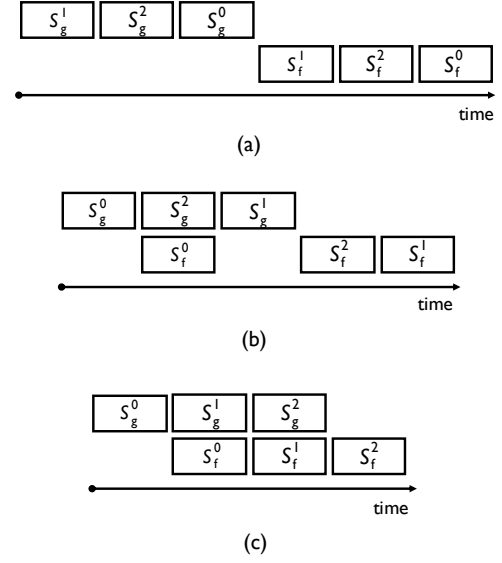 S_g^1 S_g^2 S_g^0
S_f^1 S_f^2 S_f^0
time
(a)
S_g^0 S_g^2 S_g^1
S_f^0 S_f^2 S_f^1
time
(b)
S_g^0 S_g^1 S_g^2
S_f^0 S_f^1 S_f^2
time
(c)